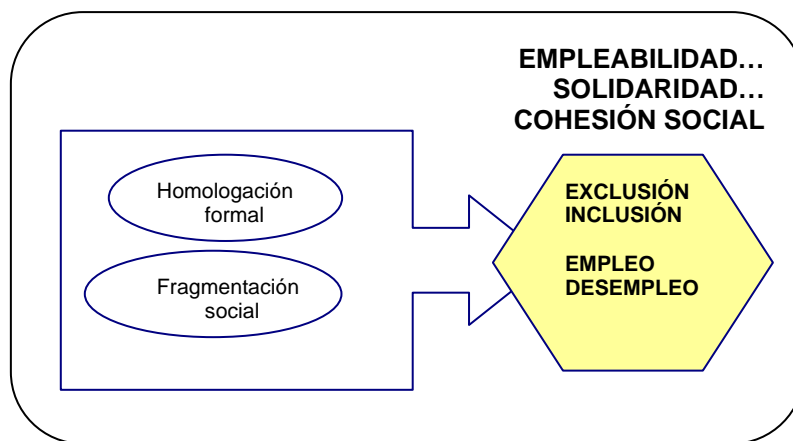 EMPLEABILIDAD…
SOLIDARIDAD…
COHESIÓN SOCIAL
Homologación
formal
Fragmentación
social
EXCLUSIÓN
INCLUSIÓN
EMPLEO
DESEMPLEO